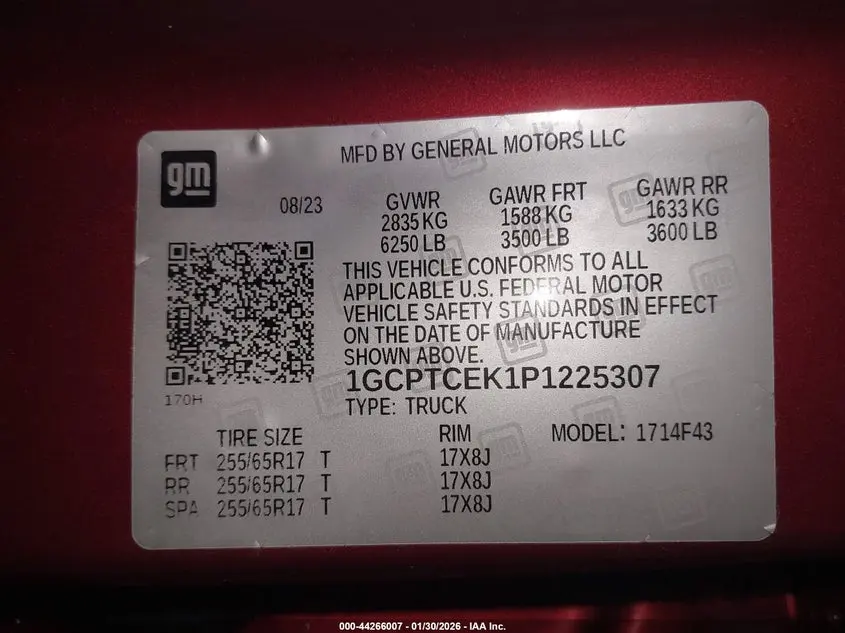 gm
MFD BY GENERAL MOTORS LLC
08/23
GVWR GAWR FRT GAWR RR
2835 KG 1588 KG 1633 KG
6250 LB 3500 LB 3600 LB
THIS VEHICLE CONFORMS TO ALL
APPLICABLE U.S. FEDERAL MOTOR
VEHICLE SAFETY STANDARDS IN EFFECT
ON THE DATE OF MANUFACTURE
SHOWN ABOVE.
170H
1GCPTCEK1P1225307
TYPE: TRUCK
TIRE SIZE RIM MODEL: 1714F43
FRT 255/65R17 T 17X8J
RR 255/65R17 T 17X8J
SPA 255/65R17 T 17X8J
000-44266007 - 01/30/2026 - IAA Inc.